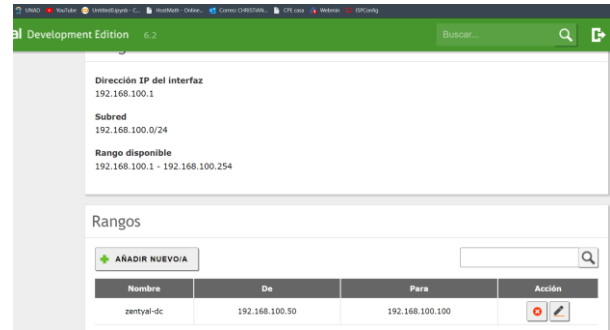 UNAD YouTube Untitled0.ipynb - C... HostMath - Online... Correo: CHRISTIAN... CPE casa Webmin ISPConfig
al Development Edition 6.2 Buscar...
Dirección IP del interfaz
192.168.100.1
Subred
192.168.100.0/24
Rango disponible
192.168.100.1 - 192.168.100.254
Rangos
AÑADIR NUEVO/A
Nombre De Para Acción
zentyal-dc 192.168.100.50 192.168.100.100